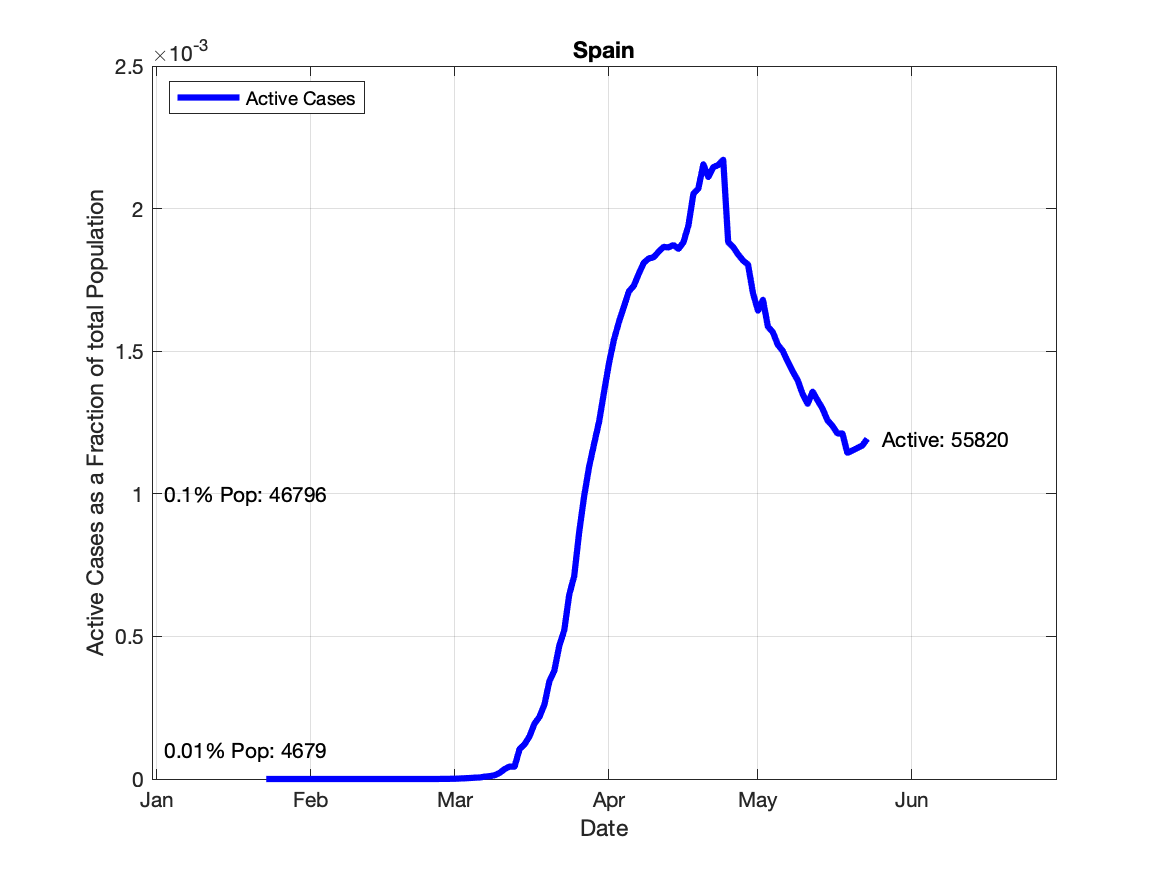 Spain
×10-3
2.5
2
1.5
1
0.5
0
Active Cases
Active Cases as a Fraction of total Population
0.1% Pop: 46796
0.01% Pop: 4679
Active: 55820
Jan Feb Mar Apr May Jun
Date